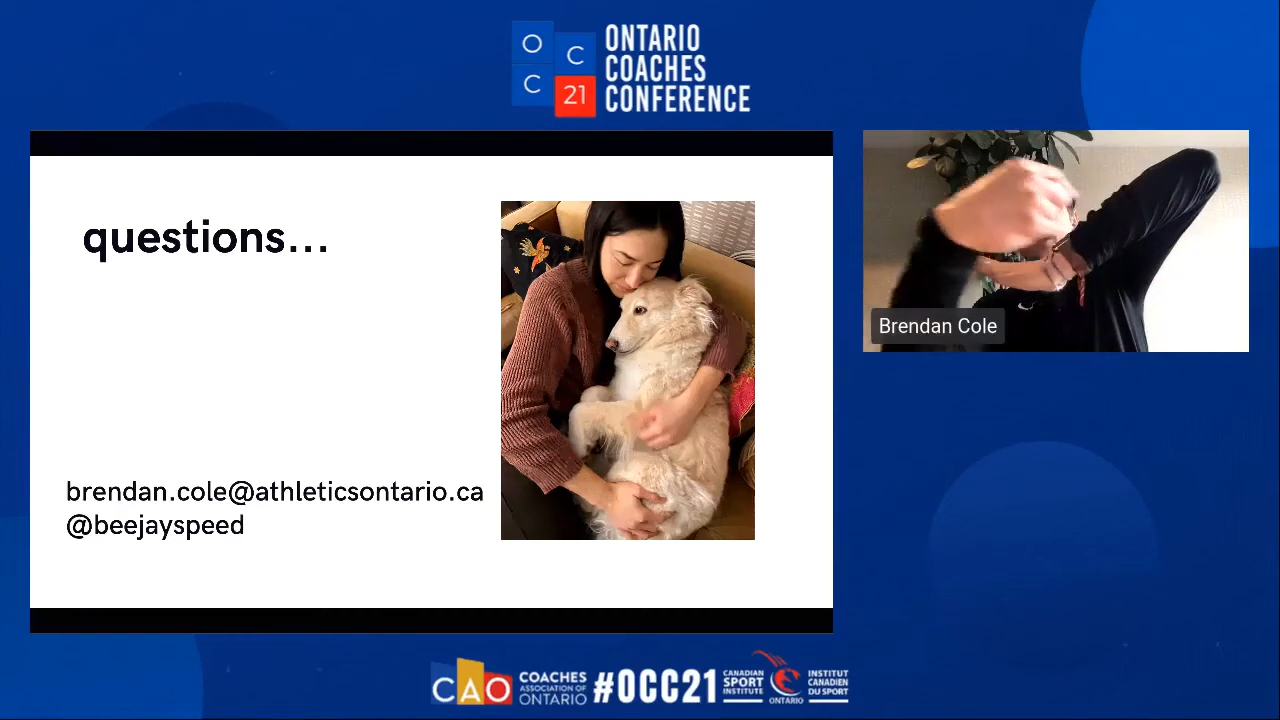 O
C
C
21
ONTARIO
COACHES
CONFERENCE
questions...
brendan.cole@athleticsontario.ca
@beejayspeed
Brendan Cole
CAO
COACHES
ASSOCIATION OF
ONTARIO
#OCC21
CANADIAN
SPORT
INSTITUTE
ONTARIO
INSTITUT
CANADIEN
DU SPORT